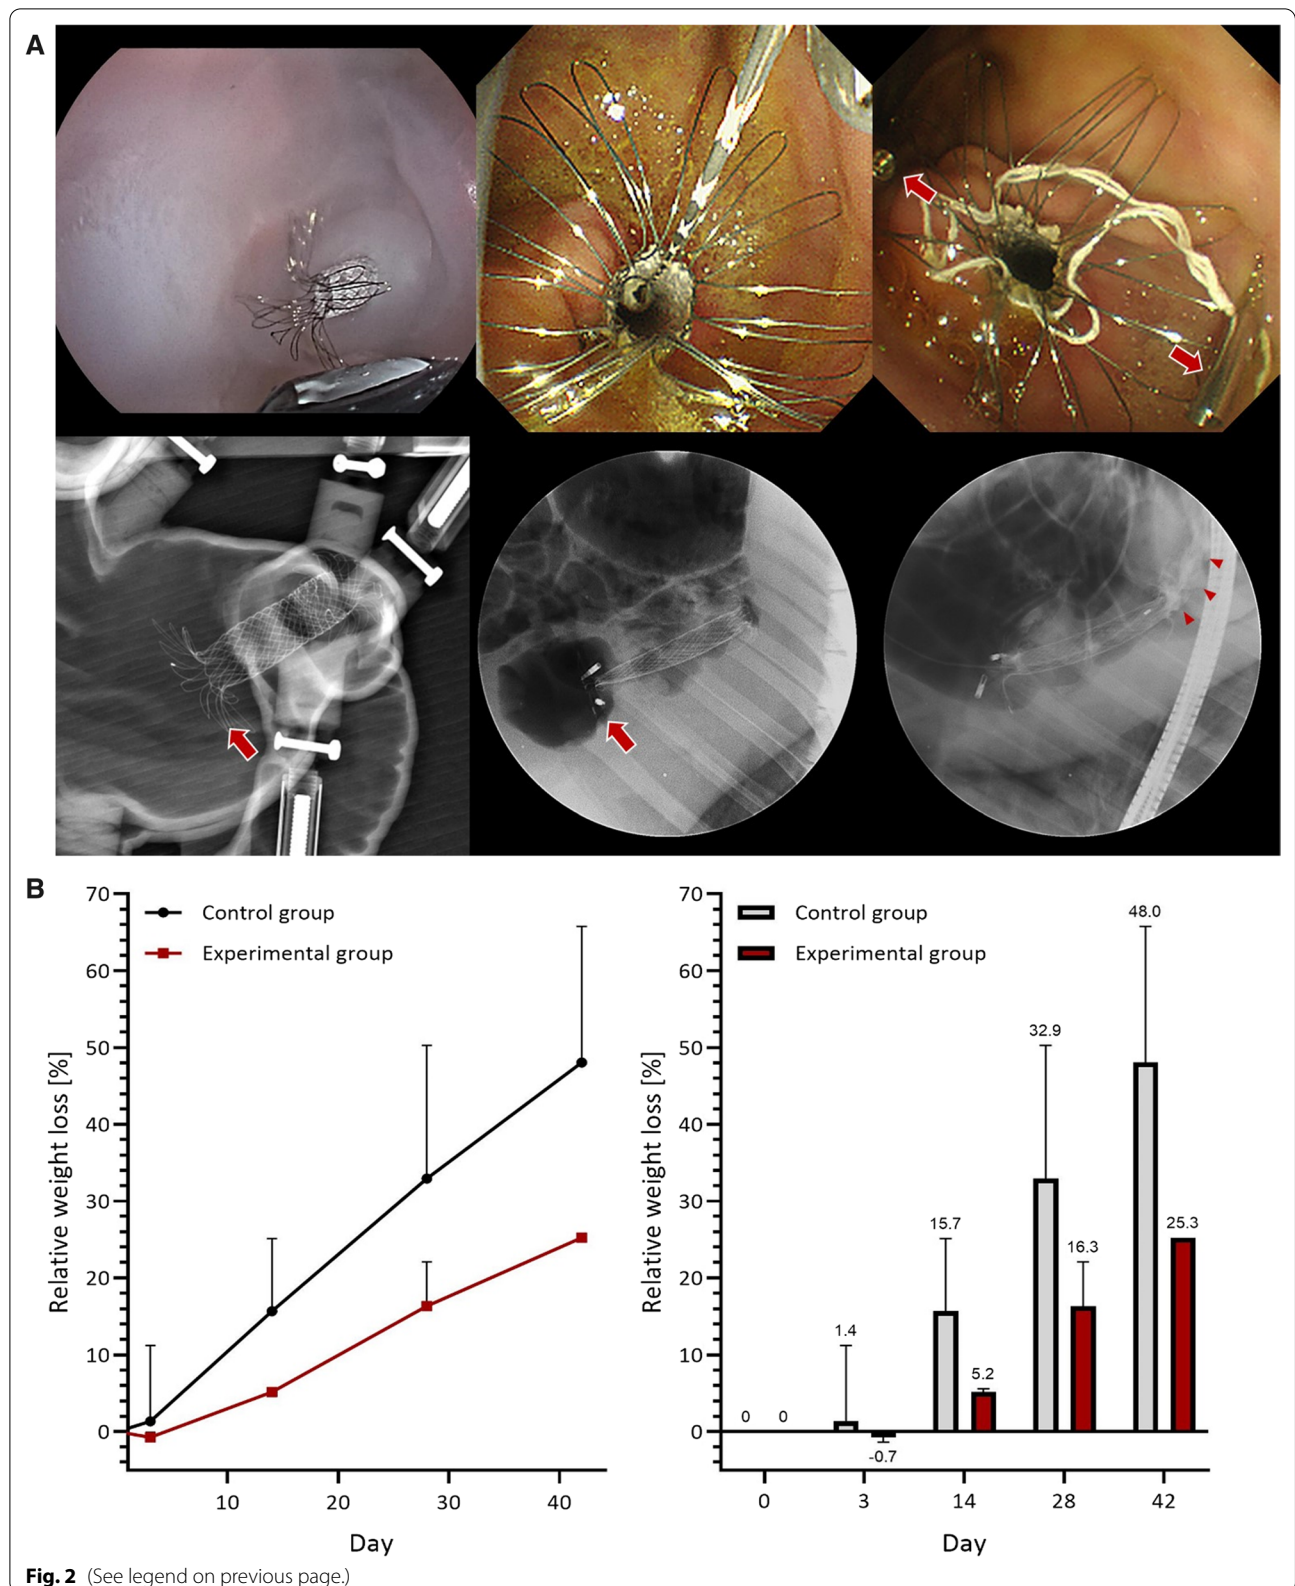 A
B
70
60
50
40
30
20
10
0
Relative weight loss [%]
Control group
Experimental group
10 20 30 40
Day
70
60
50
40
30
20
10
0
Relative weight loss [%]
Control group
Experimental group
0 0
1.4
-0.7
15.7
5.2
32.9
16.3
48.0
25.3
0 3 14 28 42
Day
Fig. 2 (See legend on previous page.)